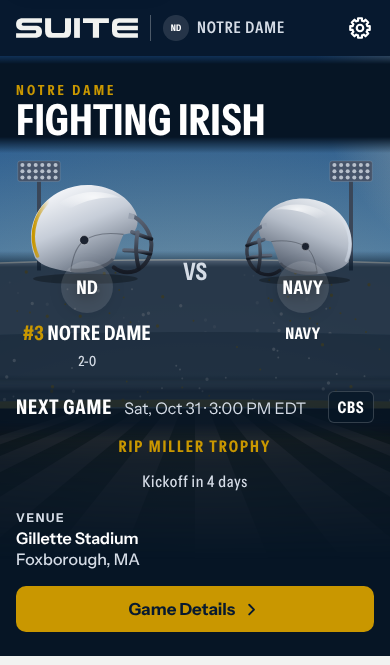 SUITE ND NOTRE DAME
NOTRE DAME
FIGHTING IRISH
VS
ND NAVY
#3 NOTRE DAME NAVY
2-0
NEXT GAME Sat, Oct 31 · 3:00 PM EDT CBS
RIP MILLER TROPHY
Kickoff in 4 days
VENUE
Gillette Stadium
Foxborough, MA
Game Details